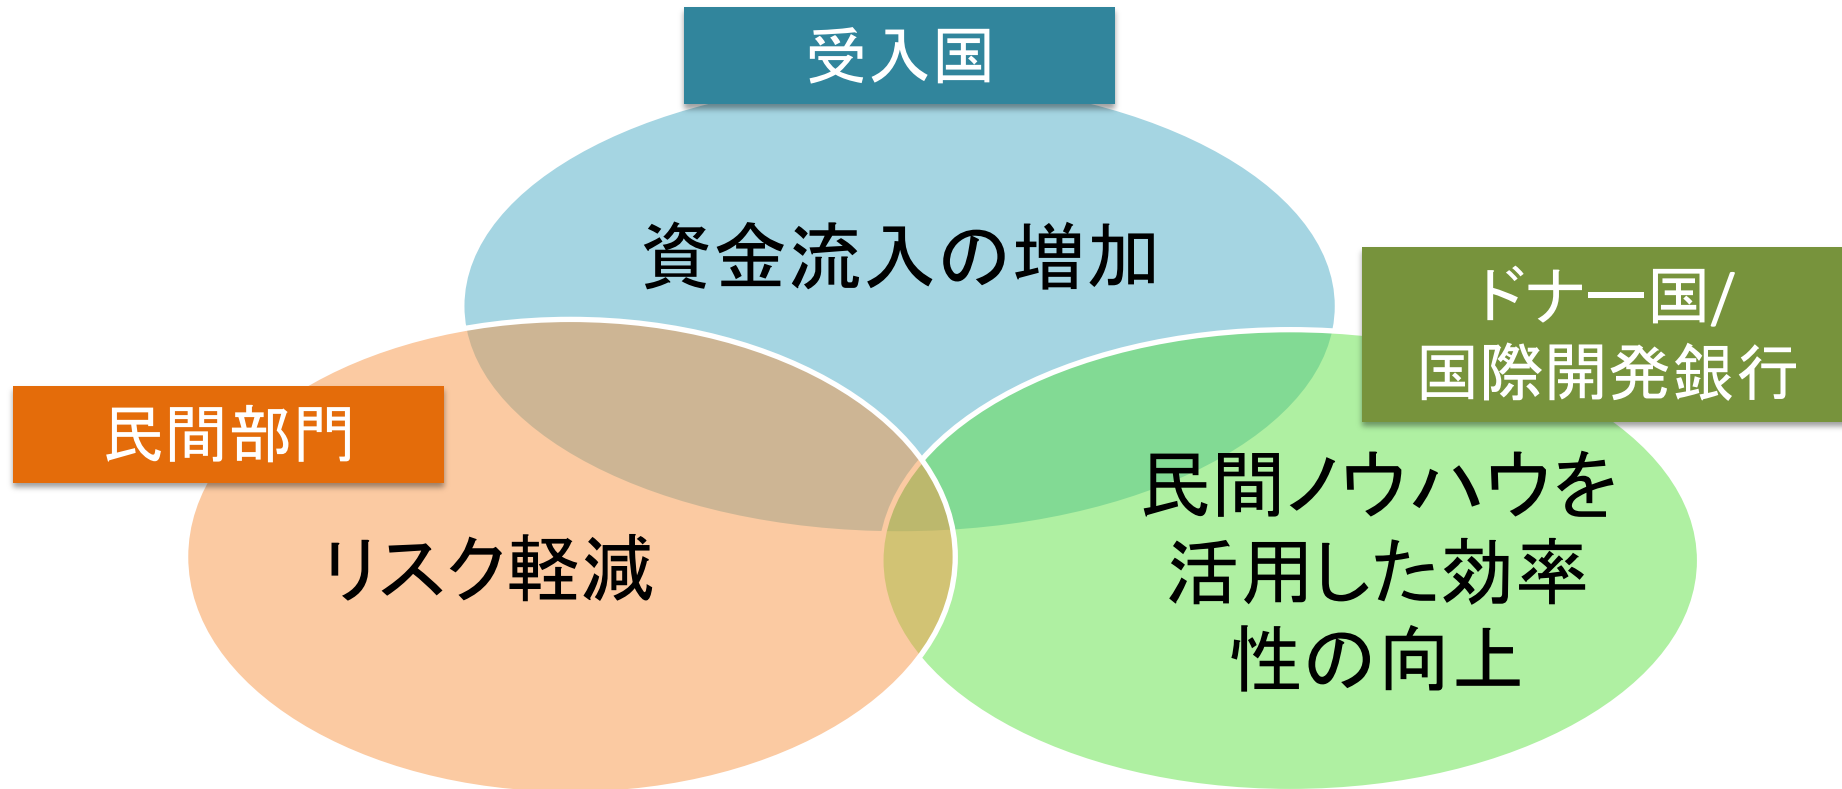 受入国
資金流入の増加
ドナー国/
国際開発銀行
民間部門
リスク軽減
民間ノウハウを
活用した効率
性の向上